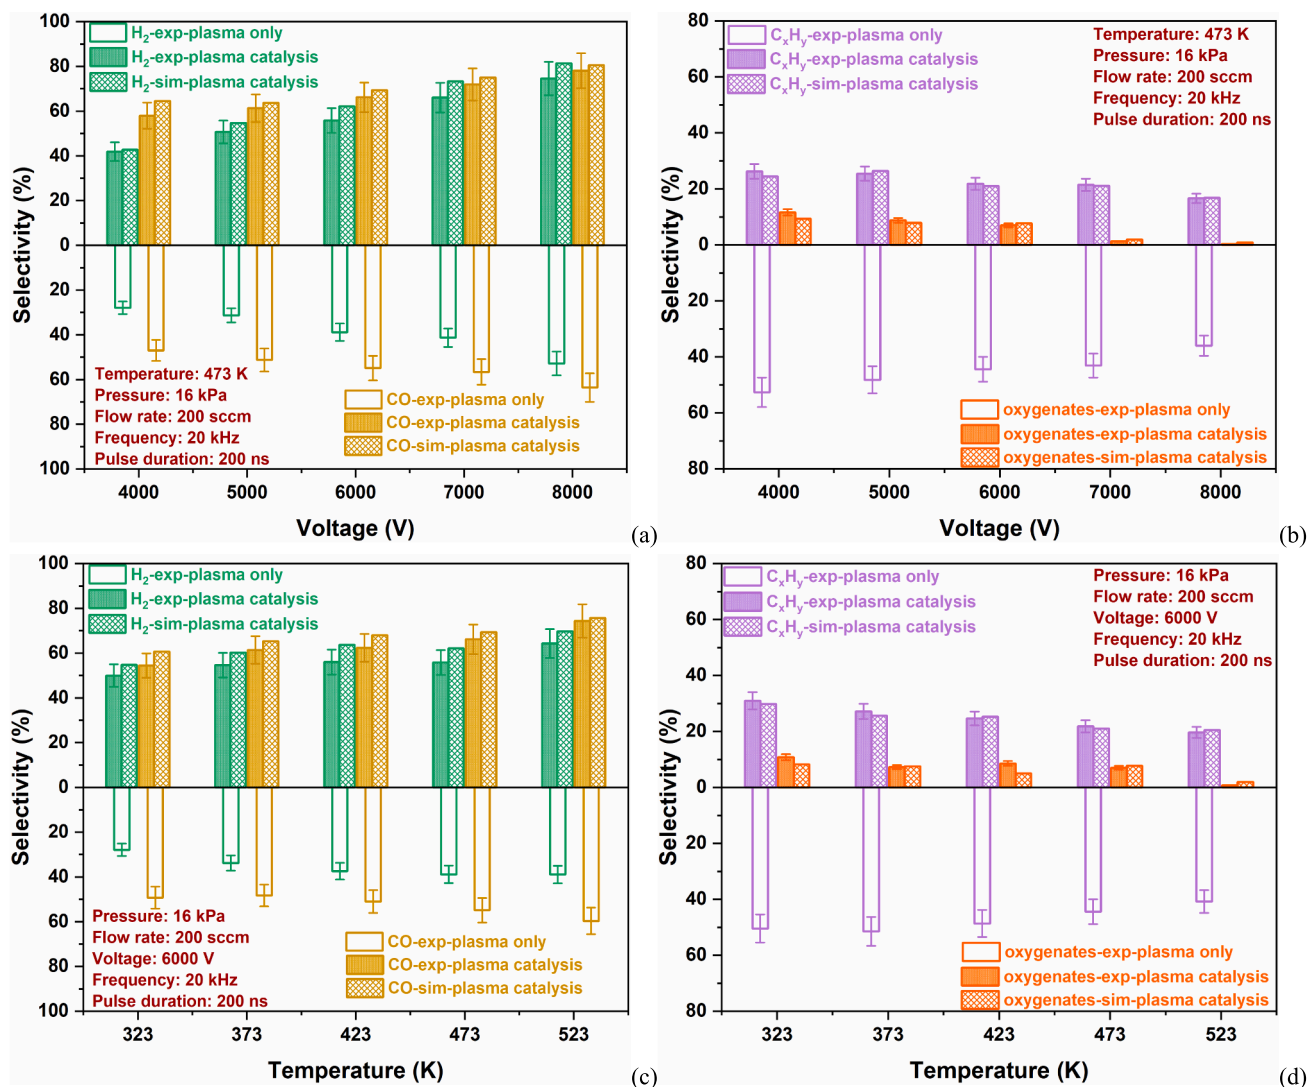 100
80
60
40
20
0
20
40
60
80
100
Selectivity (%)
H2-exp-plasma only
H2-exp-plasma catalysis
H2-sim-plasma catalysis
Temperature: 473 K
Pressure: 16 kPa
Flow rate: 200 sccm
Frequency: 20 kHz
Pulse duration: 200 ns
CO-exp-plasma only
CO-exp-plasma catalysis
CO-sim-plasma catalysis
4000 5000 6000 7000 8000
Voltage (V)
(a)
80
60
40
20
0
20
40
60
80
Selectivity (%)
CxHy-exp-plasma only
CxHy-exp-plasma catalysis
CxHy-sim-plasma catalysis
Temperature: 473 K
Pressure: 16 kPa
Flow rate: 200 sccm
Frequency: 20 kHz
Pulse duration: 200 ns
oxygenates-exp-plasma only
oxygenates-exp-plasma catalysis
oxygenates-sim-plasma catalysis
4000 5000 6000 7000 8000
Voltage (V)
(b)
100
80
60
40
20
0
20
40
60
80
100
Selectivity (%)
H2-exp-plasma only
H2-exp-plasma catalysis
H2-sim-plasma catalysis
Pressure: 16 kPa
Flow rate: 200 sccm
Voltage: 6000 V
Frequency: 20 kHz
Pulse duration: 200 ns
CO-exp-plasma only
CO-exp-plasma catalysis
CO-sim-plasma catalysis
323 373 423 473 523
Temperature (K)
(c)
80
60
40
20
0
20
40
60
80
Selectivity (%)
CxHy-exp-plasma only
CxHy-exp-plasma catalysis
CxHy-sim-plasma catalysis
Pressure: 16 kPa
Flow rate: 200 sccm
Voltage: 6000 V
Frequency: 20 kHz
Pulse duration: 200 ns
oxygenates-exp-plasma only
oxygenates-exp-plasma catalysis
oxygenates-sim-plasma catalysis
323 373 423 473 523
Temperature (K)
(d)